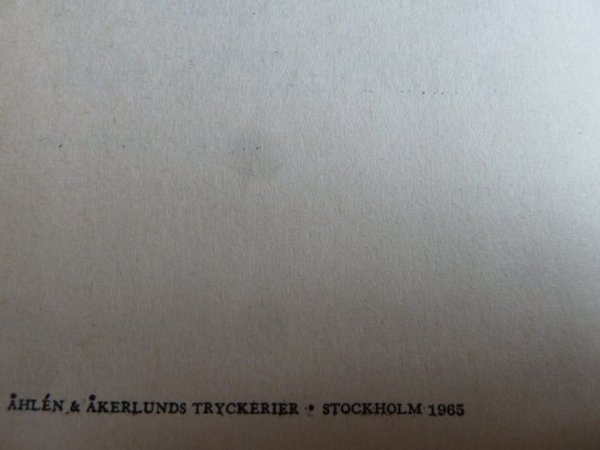 ÅHLÉN & ÅKERLUNDS TRYCKERIER • STOCKHOLM 1965